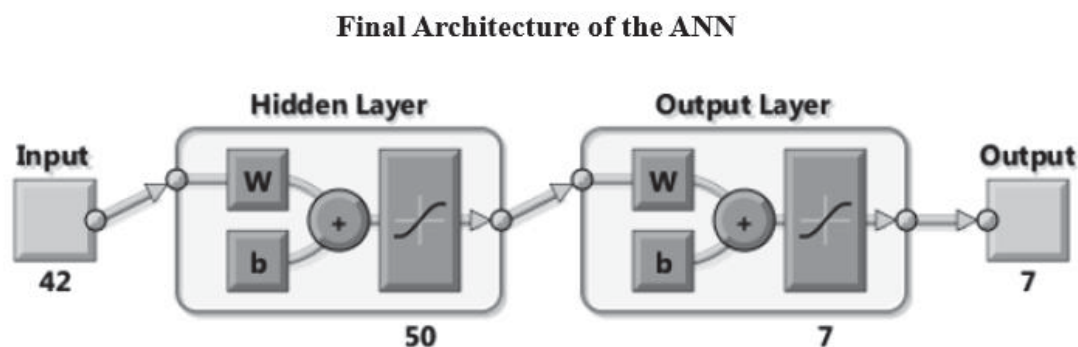 Final Architecture of the ANN
Hidden Layer
Output Layer
Input
Output
W
W
+
+
b
b
42
7
50
7